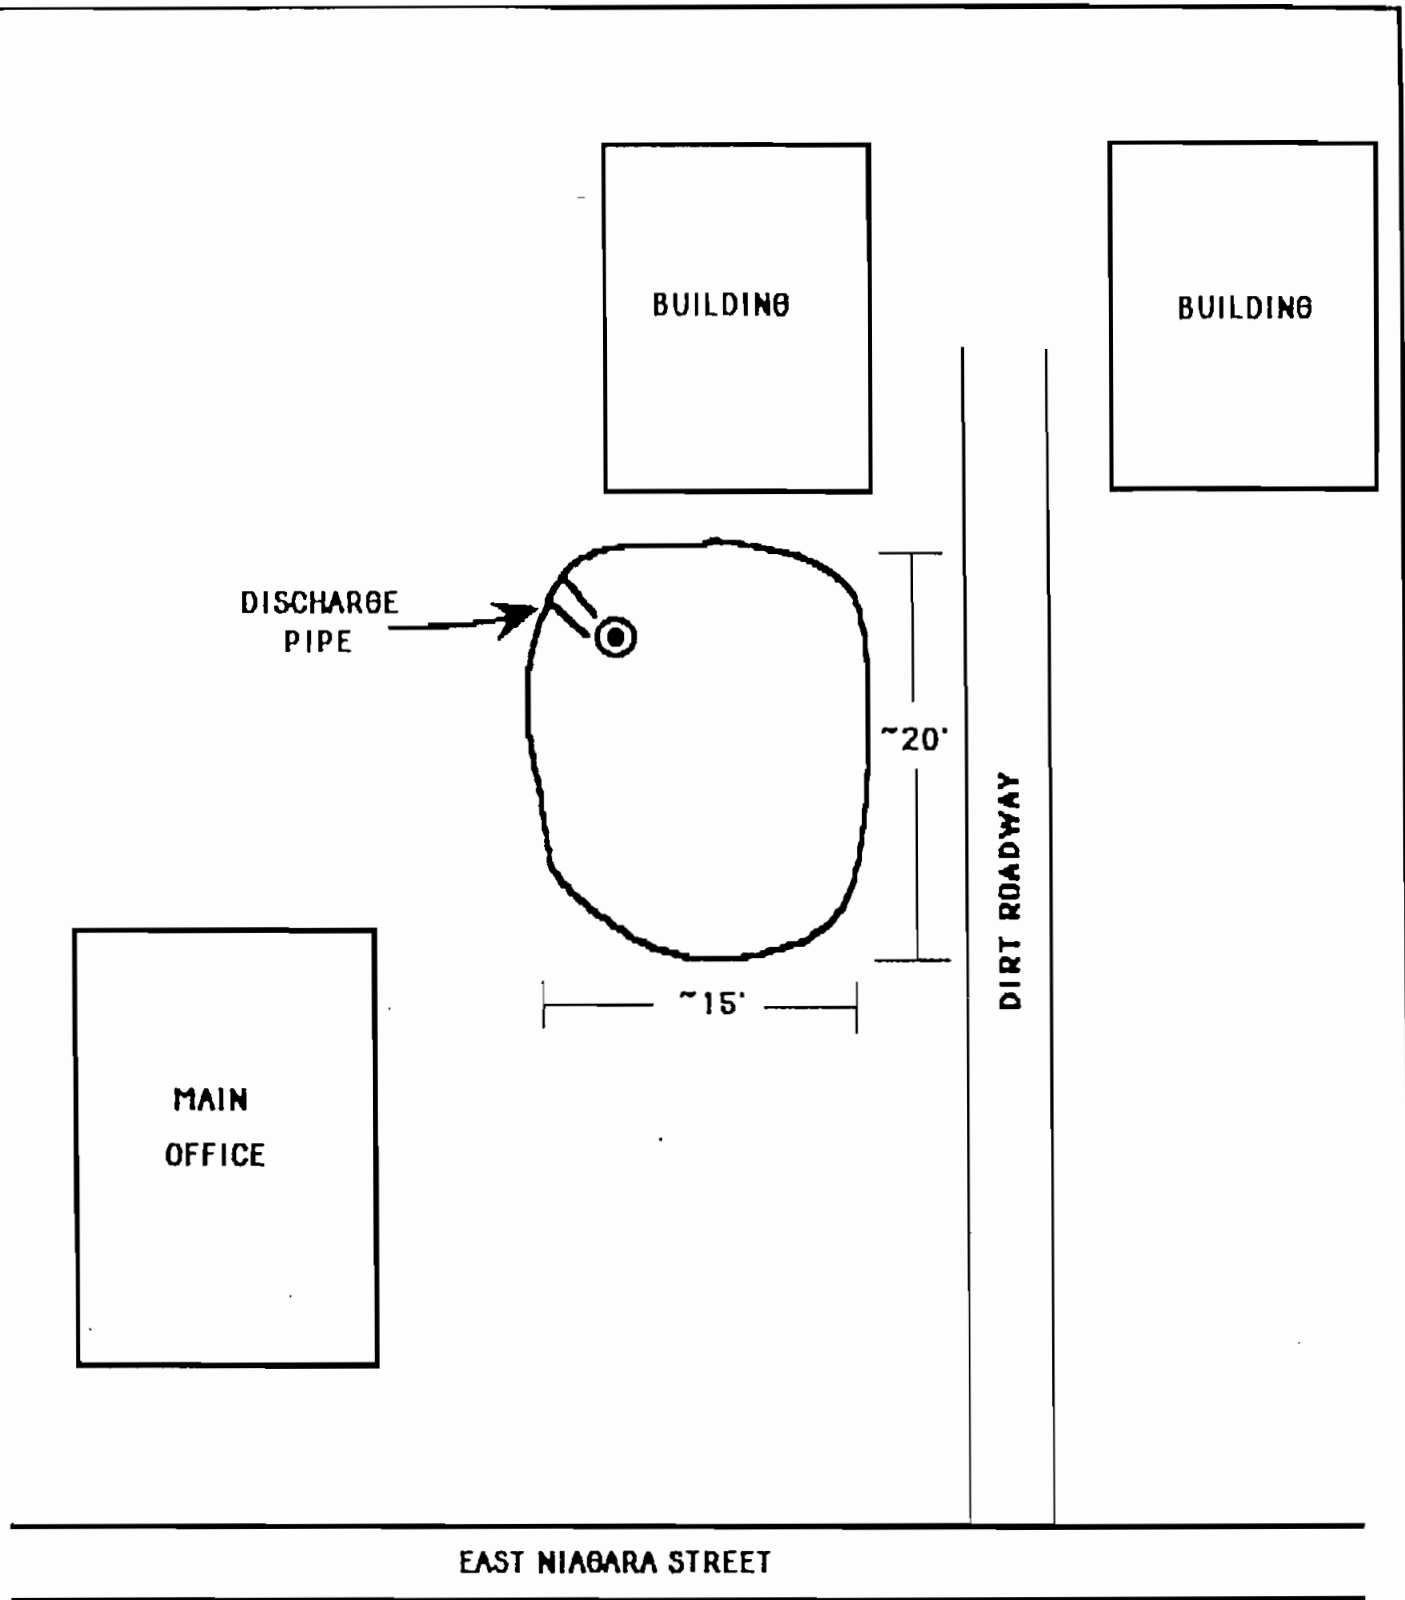 BUILDING
BUILDING
DISCHARGE
PIPE
~20'
DIRT ROADWAY
~15'
MAIN
OFFICE
EAST NIAGARA STREET